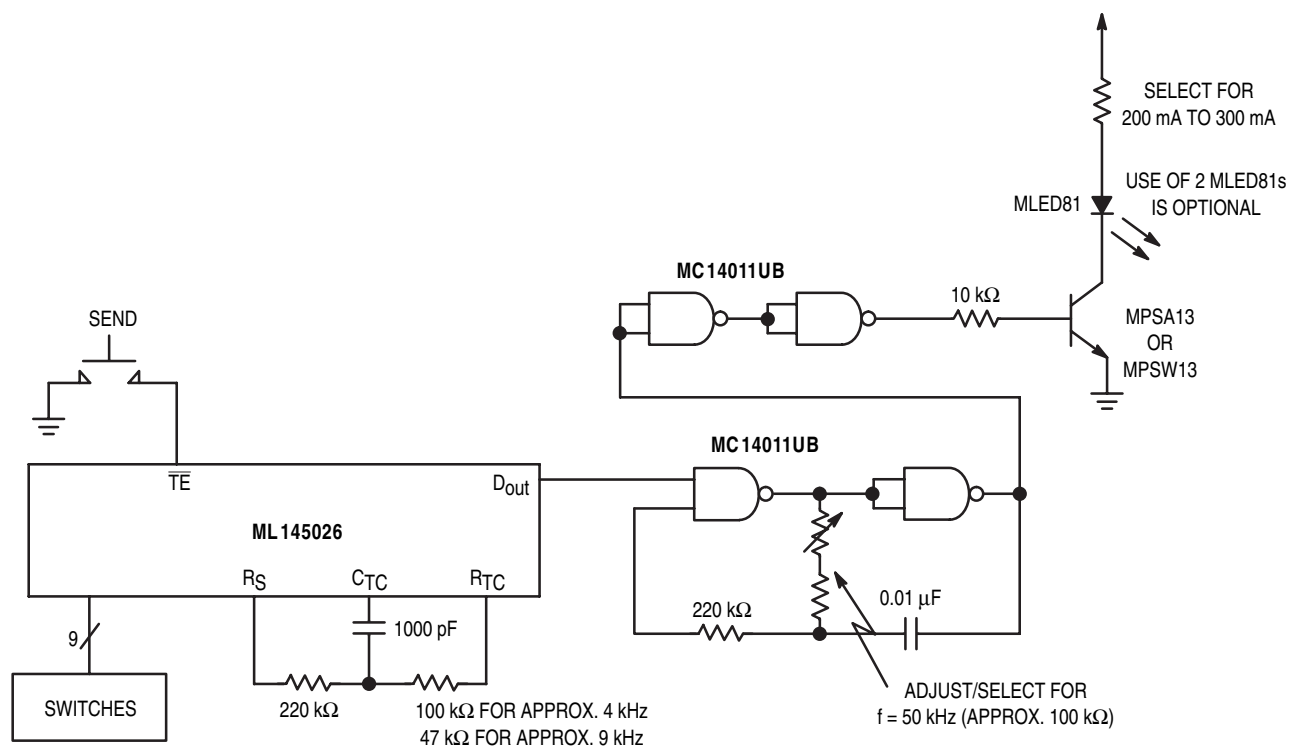 SELECT FOR
200 mA TO 300 mA
USE OF 2 MLED81s
IS OPTIONAL
MLED81
MC14011UB
10 kΩ
MPSA13
OR
MPSW13
SEND
MC14011UB
TE
Dout
ML145026
RS
CTC
RTC
9
1000 pF
220 kΩ
0.01 μF
SWITCHES
220 kΩ
100 kΩ FOR APPROX. 4 kHz
47 kΩ FOR APPROX. 9 kHz
ADJUST/SELECT FOR
f = 50 kHz (APPROX. 100 kΩ)